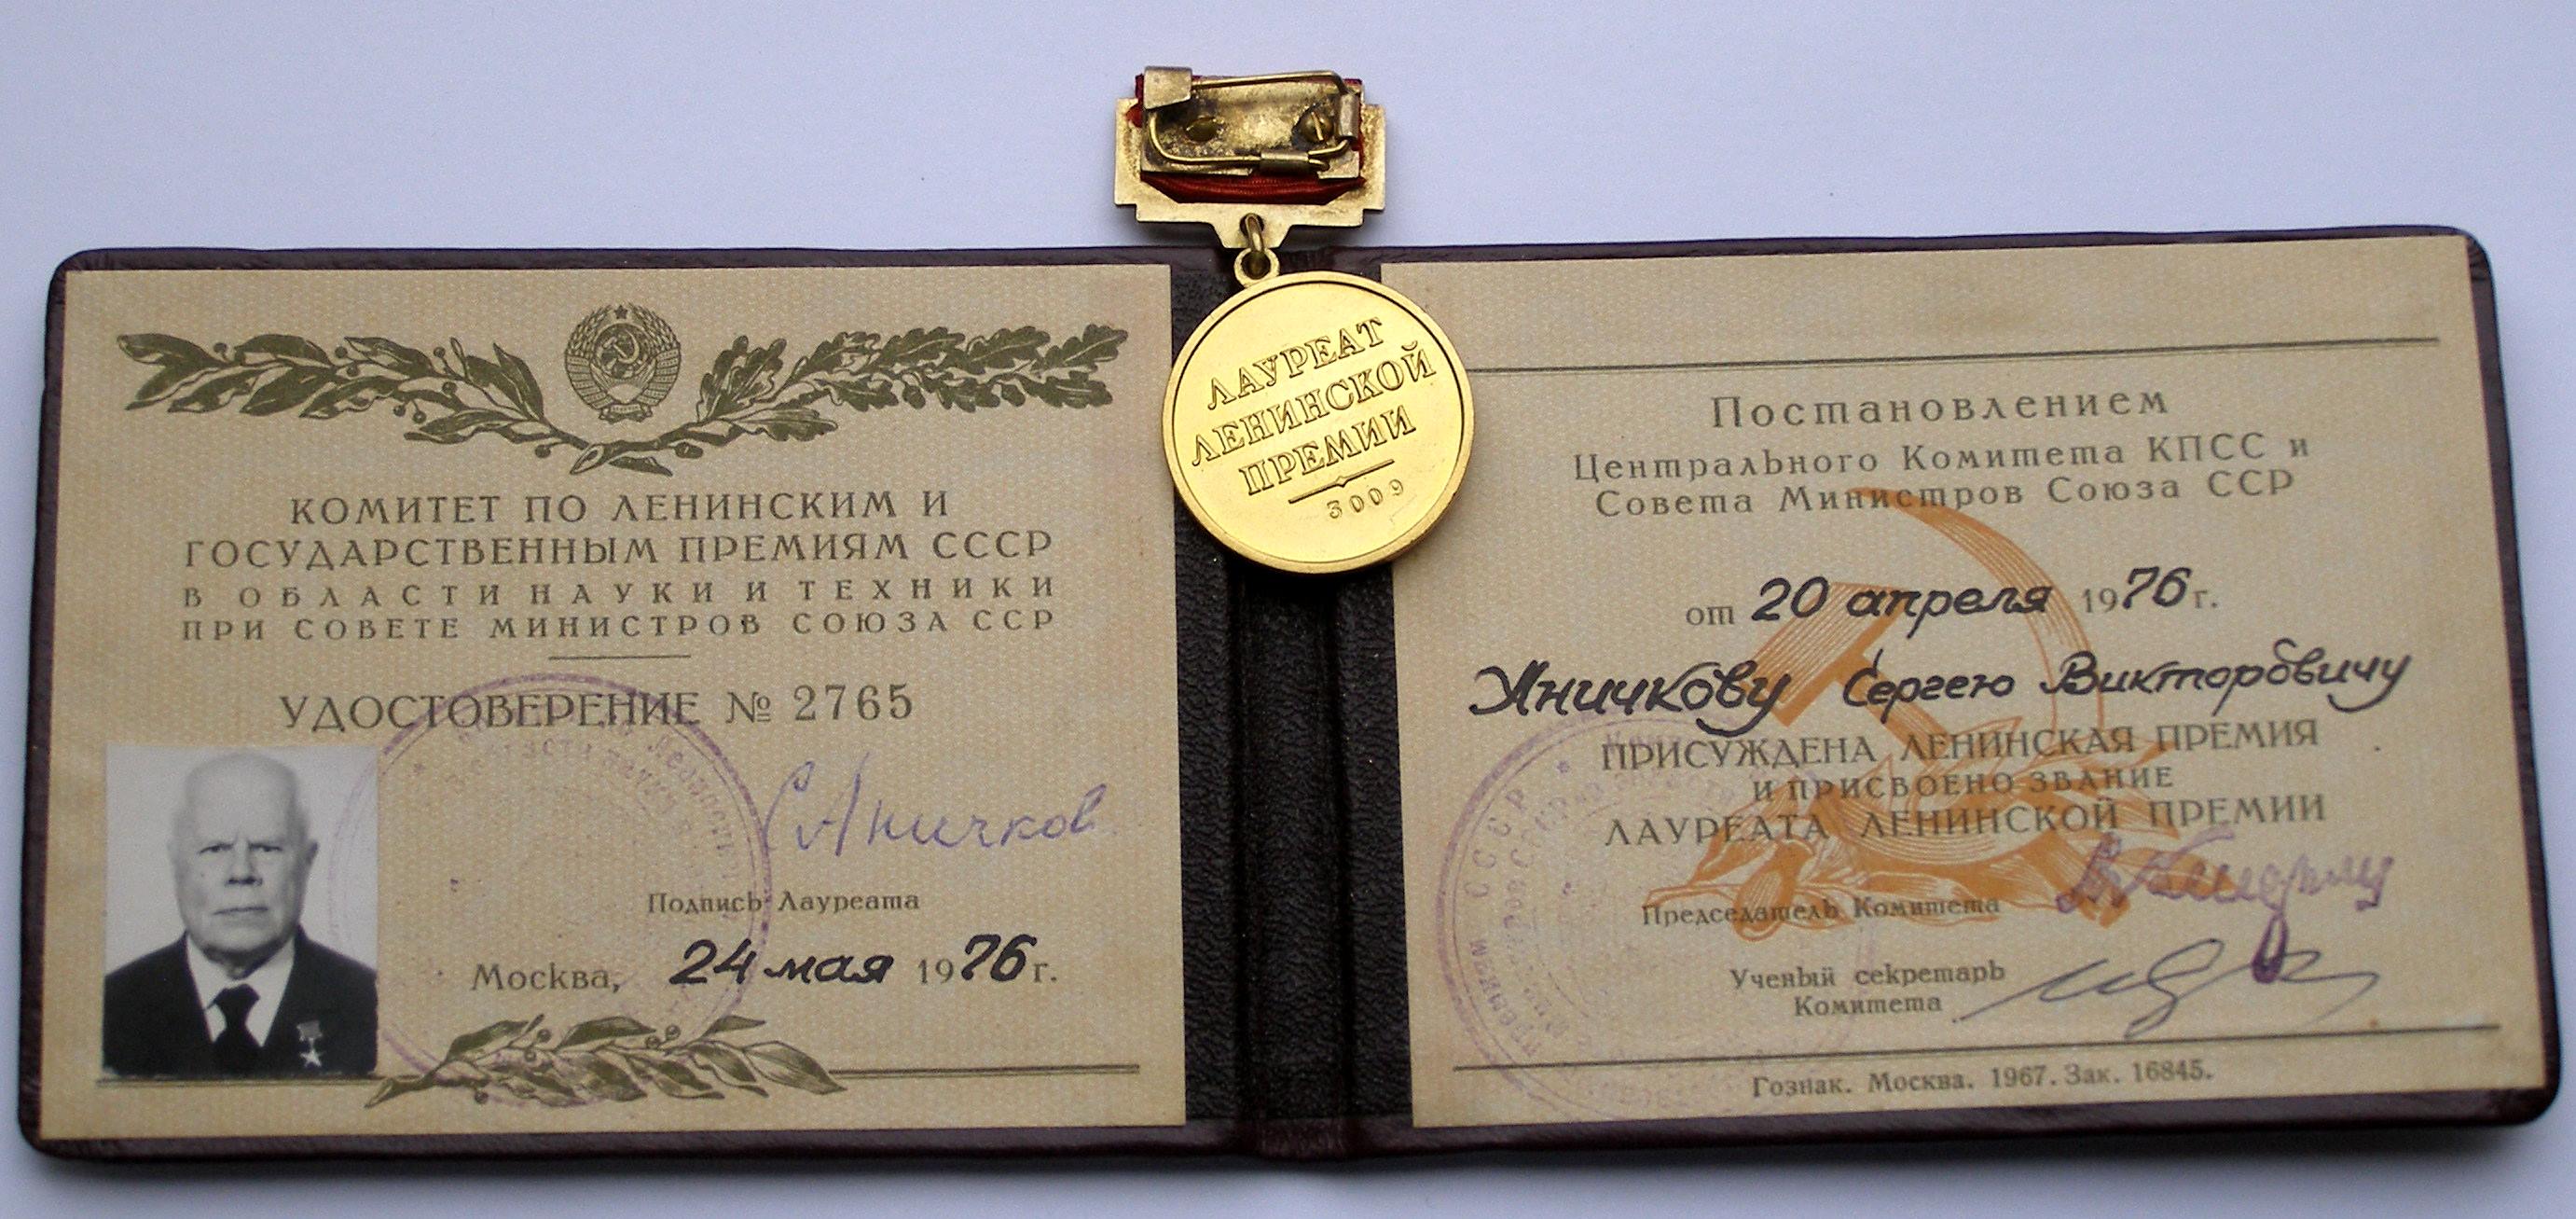 ЛАУРЕАТ
ЛЕНИНСКОЙ
ПРЕМИИ
3009
КОМИТЕТ ПО ЛЕНИНСКИМ И
ГОСУДАРСТВЕННЫМ ПРЕМИЯМ СССР
В ОБЛАСТИ НАУКИ И ТЕХНИКИ
ПРИ СОВЕТЕ МИНИСТРОВ СОЮЗА ССР
УДОСТОВЕРЕНИЕ № 2765
САничков
Подпись Лауреата
Москва, 24 мая 1976 г.
Постановлением
Центрального Комитета КПСС и
Совета Министров Союза ССР
от 20 апреля 1976 г.
Аничкову Сергею Викторовичу
ПРИСУЖДЕНА ЛЕНИНСКАЯ ПРЕМИЯ
И ПРИСВОЕНО ЗВАНИЕ
ЛАУРЕАТА ЛЕНИНСКОЙ ПРЕМИИ
Председатель Комитета
Ученый секретарь
Комитета
Гознак. Москва. 1967. Зак. 16845.